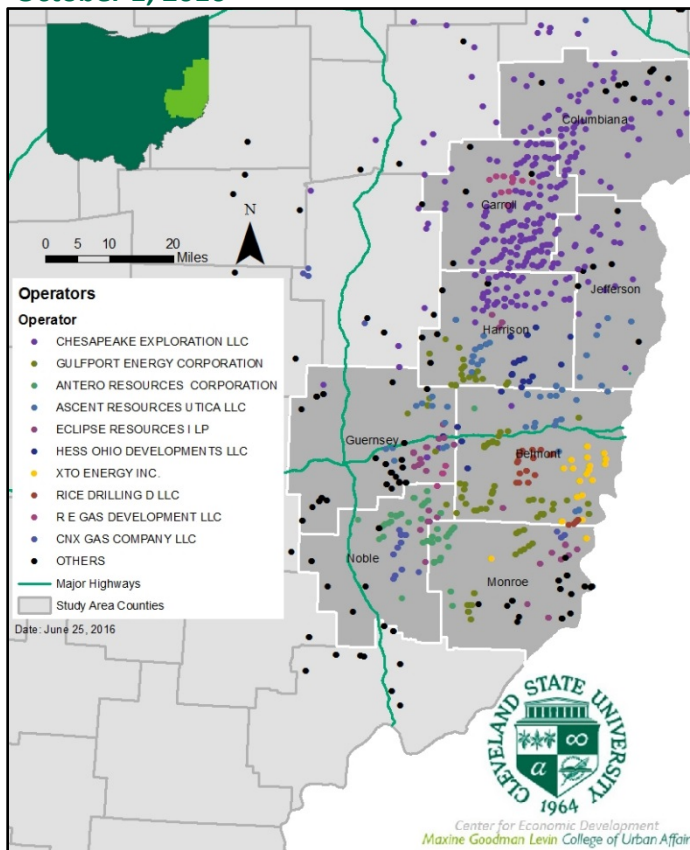 October 1, 2016
Columbiana
Carroll
N
0 5 10 20
Miles
Jefferson
Harrison
Operators
Operator
CHESAPEAKE EXPLORATION LLC
GULFPORT ENERGY CORPORATION
ANTERO RESOURCES CORPORATION
ASCENT RESOURCES UTICA LLC
ECLIPSE RESOURCES I LP
HESS OHIO DEVELOPMENTS LLC
XTO ENERGY INC.
RICE DRILLING D LLC
R E GAS DEVELOPMENT LLC
CNX GAS COMPANY LLC
OTHERS
Major Highways
Study Area Counties
Guernsey
Belmont
Noble
Monroe
Date: June 25, 2016
CLEVELAND STATE UNIVERSITY
α
∞
1964
Center for Economic Development
Maxine Goodman Levin College of Urban Affair